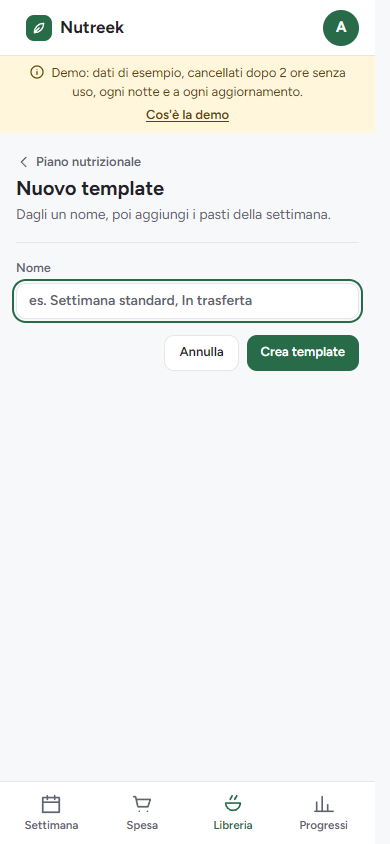 Nutreek
A
Demo: dati di esempio, cancellati dopo 2 ore senza
uso, ogni notte e a ogni aggiornamento.
Cos'è la demo
Piano nutrizionale
Nuovo template
Dagli un nome, poi aggiungi i pasti della settimana.
Nome
es. Settimana standard, In trasferta
Annulla
Crea template
Settimana
Spesa
Libreria
Progressi